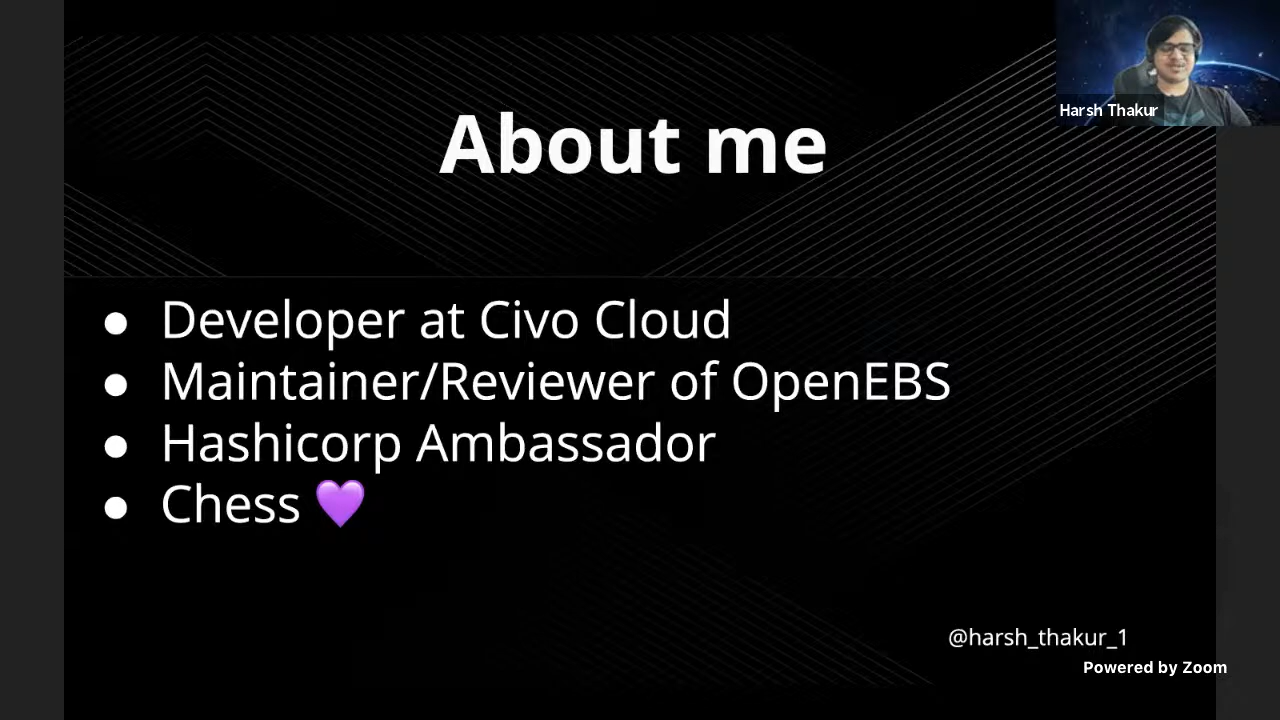 Harsh Thakur
About me
● Developer at Civo Cloud
● Maintainer/Reviewer of OpenEBS
● Hashicorp Ambassador
● Chess 💜
@harsh_thakur_1
Powered by Zoom